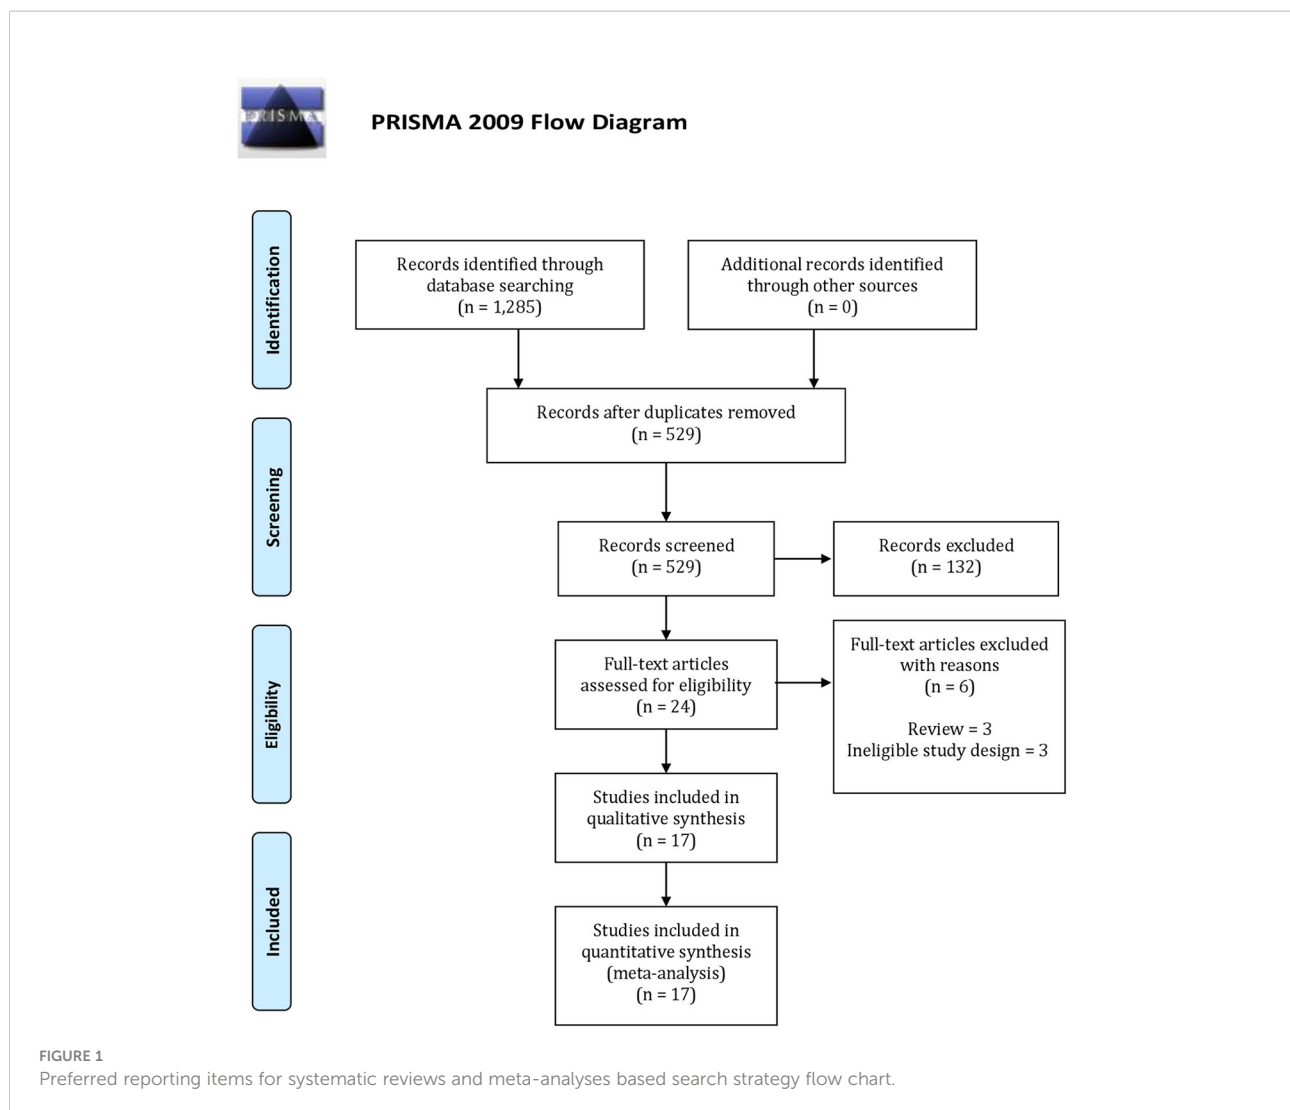 PRISMA
PRISMA 2009 Flow Diagram
Identification
Records identified through
database searching
(n = 1,285)
Additional records identified
through other sources
(n = 0)
Records after duplicates removed
(n = 529)
Screening
Records screened
(n = 529)
Records excluded
(n = 132)
Eligibility
Full-text articles
assessed for eligibility
(n = 24)
Full-text articles excluded
with reasons
(n = 6)
Review = 3
Ineligible study design = 3
Studies included in
qualitative synthesis
(n = 17)
Included
Studies included in
quantitative synthesis
(meta-analysis)
(n = 17)
FIGURE 1
Preferred reporting items for systematic reviews and meta-analyses based search strategy flow chart.